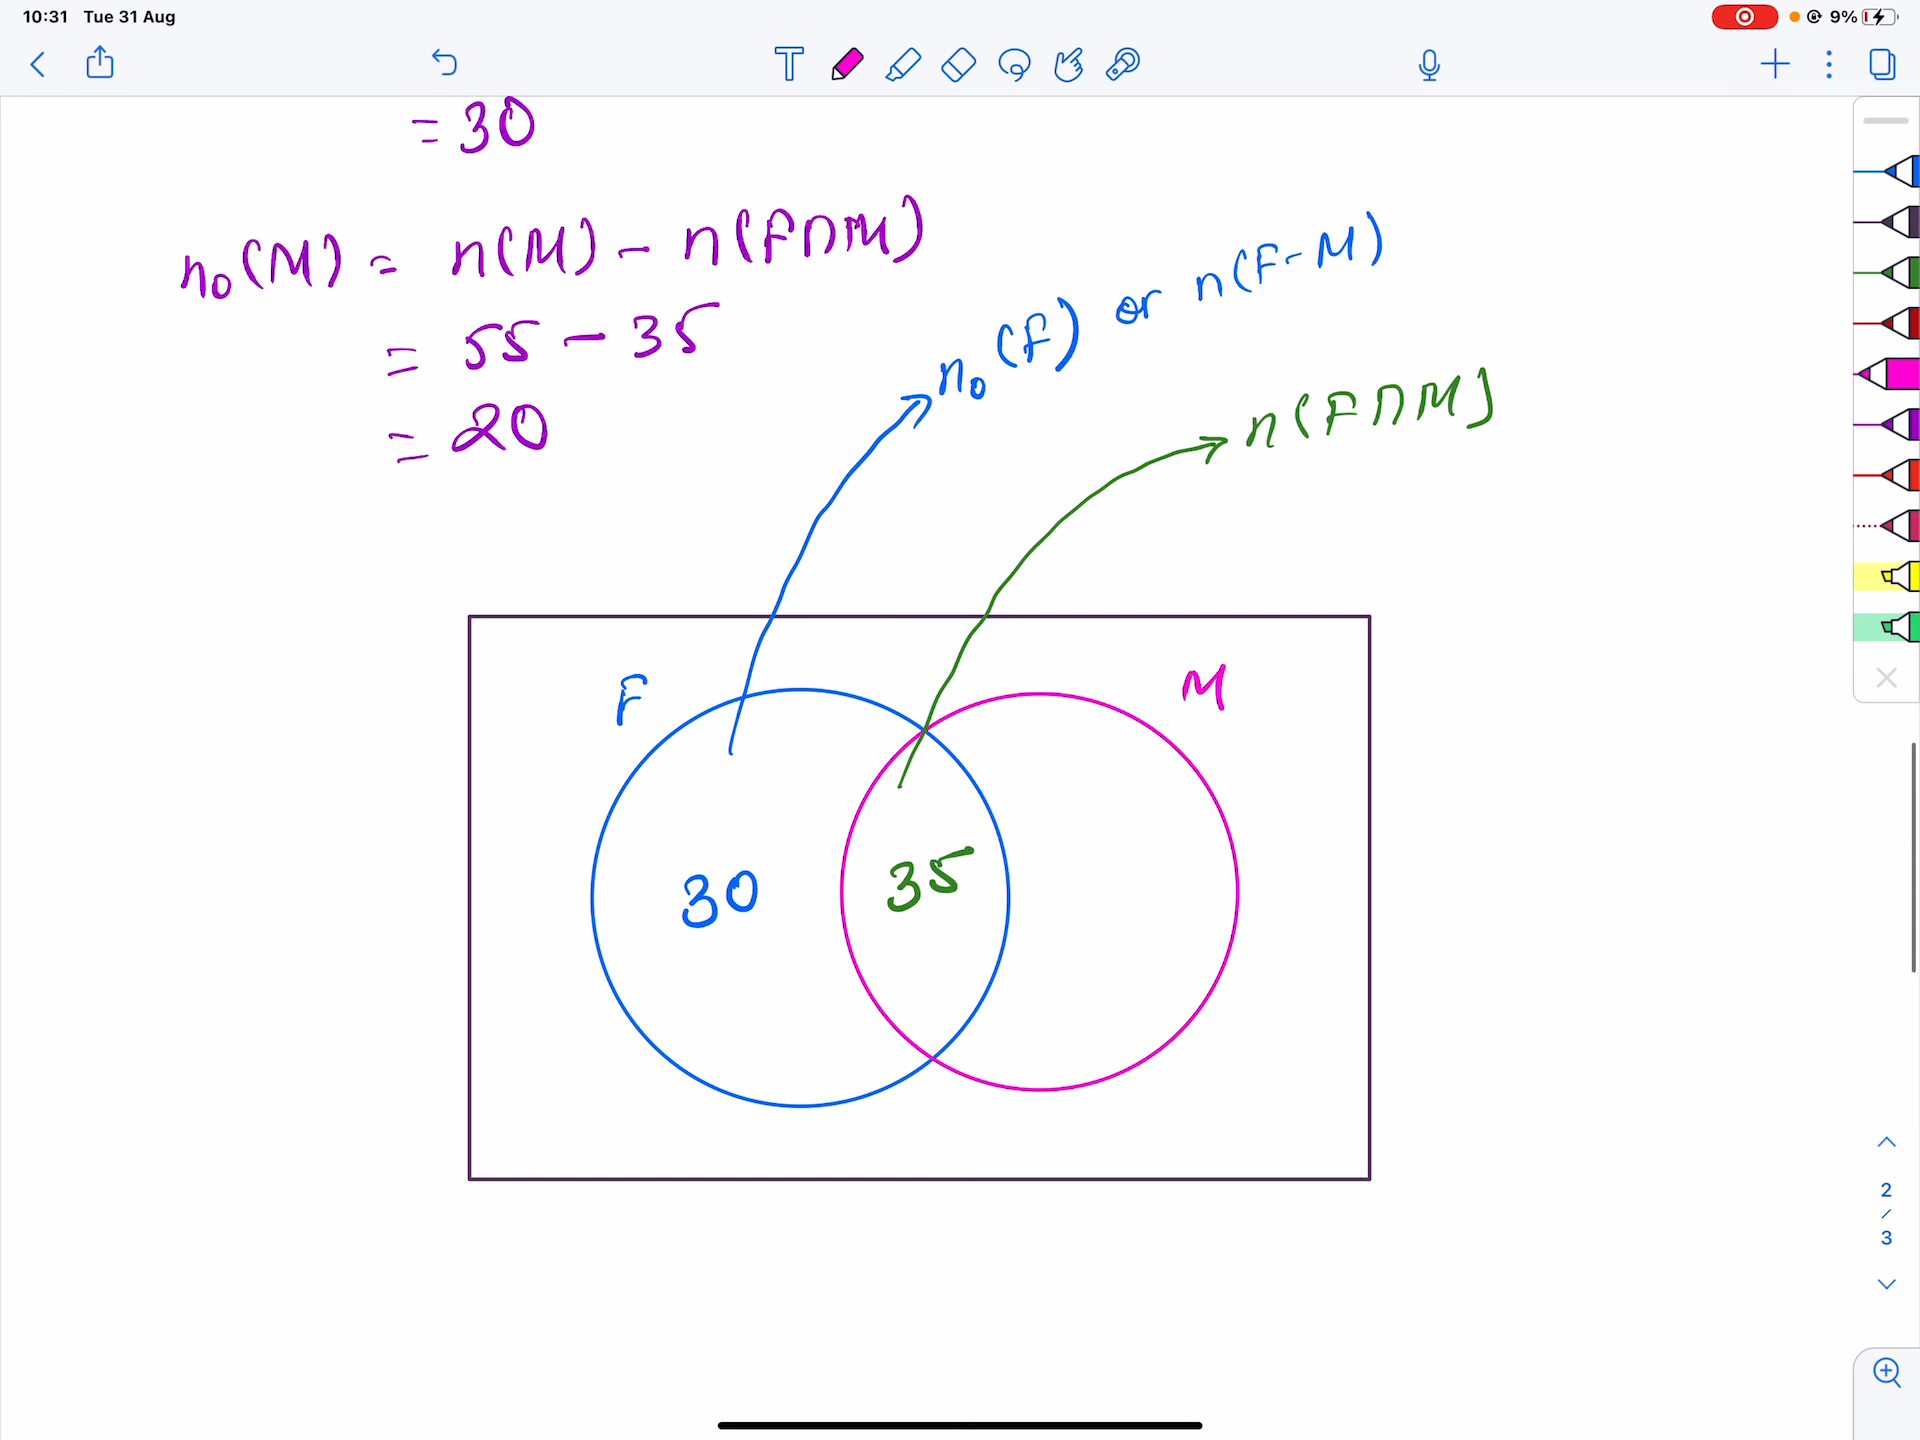 10:31 Tue 31 Aug
9%
T
= 30
n₀(M) = n(M) - n(F∩M)
= 55 - 35
= 20
n₀(F) or n(F-M)
n(F∩M)
F
M
30
35
2
/
3